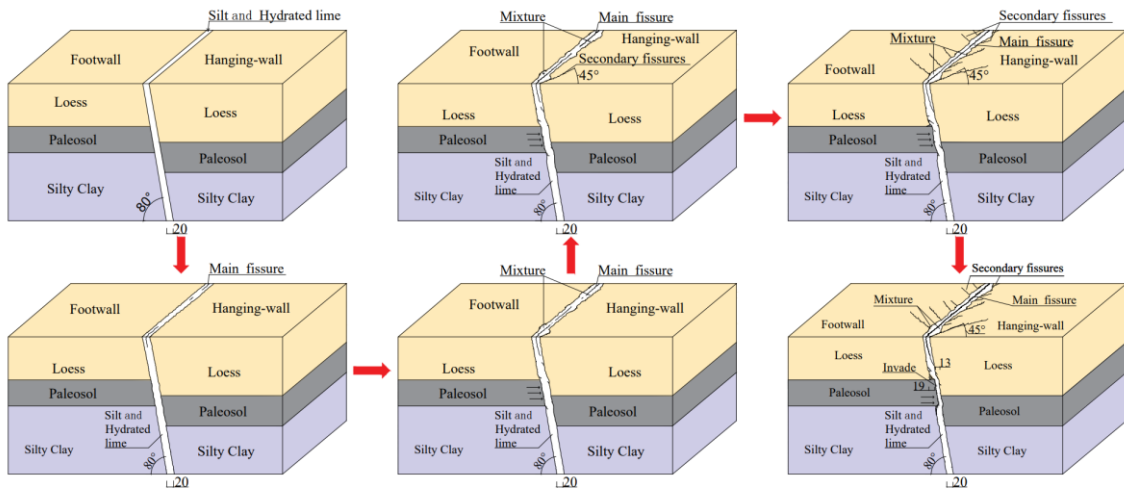 Silt and Hydrated lime
Footwall
Hanging-wall
Loess
Loess
Paleosol
Paleosol
Silty Clay
Silty Clay
80°
20
Mixture
Main fissure
Footwall
Hanging-wall
Secondary fissures
45°
Loess
Loess
Paleosol
Paleosol
Silt and
Hydrated
lime
Silty Clay
Silty Clay
80°
20
Secondary fissures
Mixture
Main fissure
Footwall
Hanging-wall
45°
Loess
Loess
Paleosol
Paleosol
Silt and
Hydrated
lime
Silty Clay
Silty Clay
80°
20
Main fissure
Footwall
Hanging-wall
Loess
Loess
Paleosol
Paleosol
Silt and
Hydrated
lime
Silty Clay
Silty Clay
80°
20
Mixture
Main fissure
Footwall
Hanging-wall
Loess
Loess
Paleosol
Paleosol
Silt and
Hydrated
lime
Silty Clay
Silty Clay
80°
20
Secondary fissures
Mixture
Main fissure
Footwall
Hanging-wall
45°
Loess
Loess
13
Invade
19
Paleosol
Paleosol
Silt and
Hydrated
lime
Silty Clay
Silty Clay
80°
20